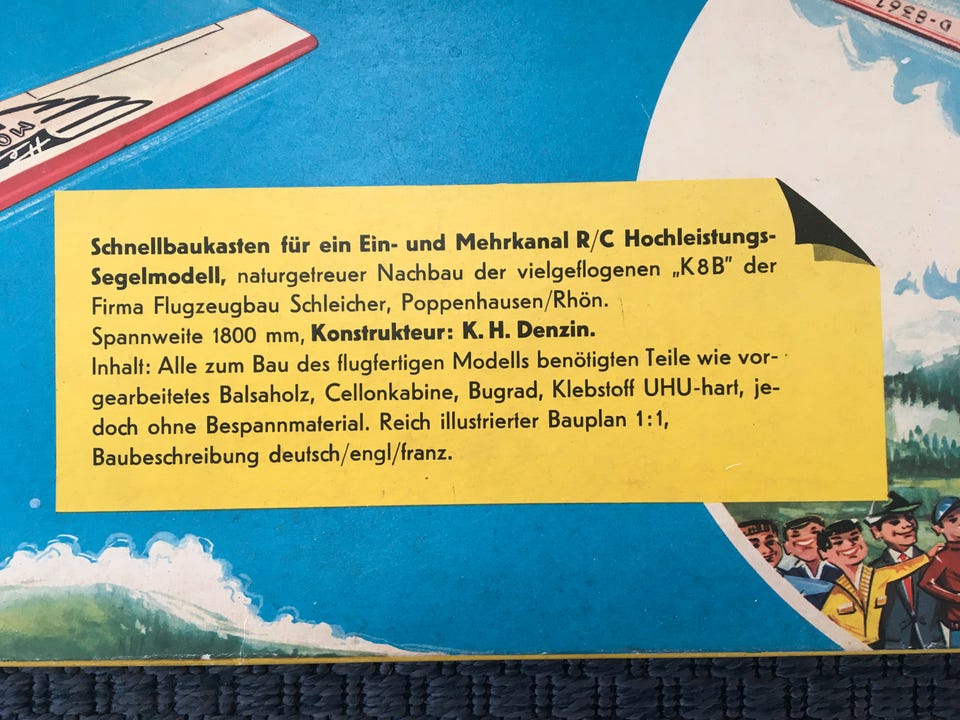 D-8361
Schnellbaukasten für ein Ein- und Mehrkanal R/C Hochleistungs-
Segelmodell, naturgetreuer Nachbau der vielgeflogenen „K8B” der
Firma Flugzeugbau Schleicher, Poppenhausen/Rhön.
Spannweite 1800 mm, Konstrukteur: K. H. Denzin.
Inhalt: Alle zum Bau des flugfertigen Modells benötigten Teile wie vor-
gearbeitetes Balsaholz, Cellonkabine, Bugrad, Klebstoff UHU-hart, je-
doch ohne Bespannmaterial. Reich illustrierter Bauplan 1:1,
Baubeschreibung deutsch/engl/franz.